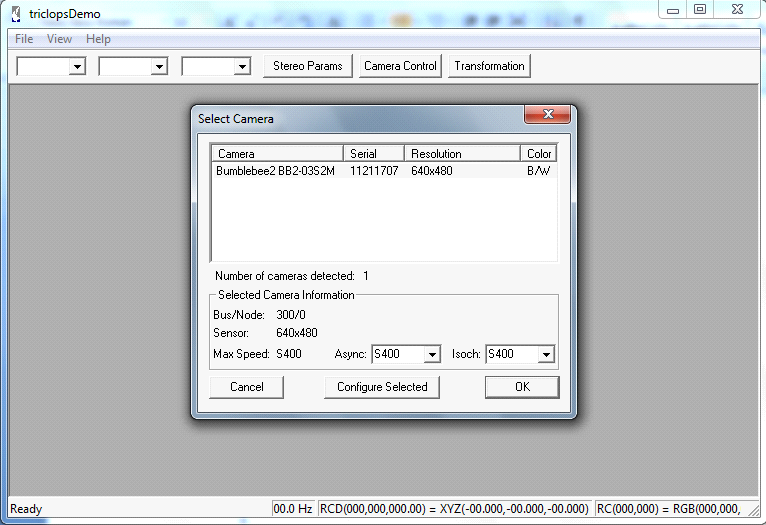 triclopsDemo
File View Help
Stereo Params Camera Control Transformation
Select Camera
Camera Serial Resolution Color
Bumblebee2 BB2-03S2M 11211707 640x480 B/W
Number of cameras detected: 1
Selected Camera Information
Bus/Node: 300/0
Sensor: 640x480
Max Speed: S400 Async: S400 Isoch: S400
Cancel Configure Selected OK
Ready 00.0 Hz RCD(000,000,000.00) = XYZ(-00.000,-00.000,-00.000) RC(000,000) = RGB(000,000,